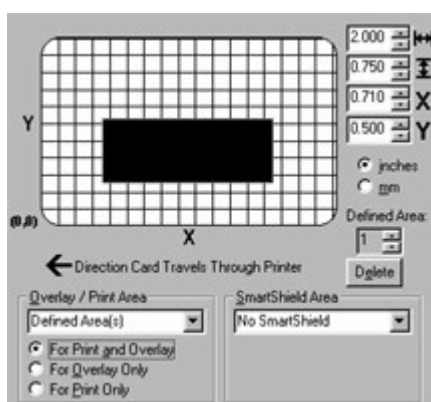 2.000
0.750
0.710 X
0.500 Y
Y
inches
mm
(0,0)
X
Defined Area:
1
Direction Card Travels Through Printer
Delete
Overlay / Print Area
Defined Area(s)
For Print and Overlay
For Overlay Only
For Print Only
SmartShield Area
No SmartShield